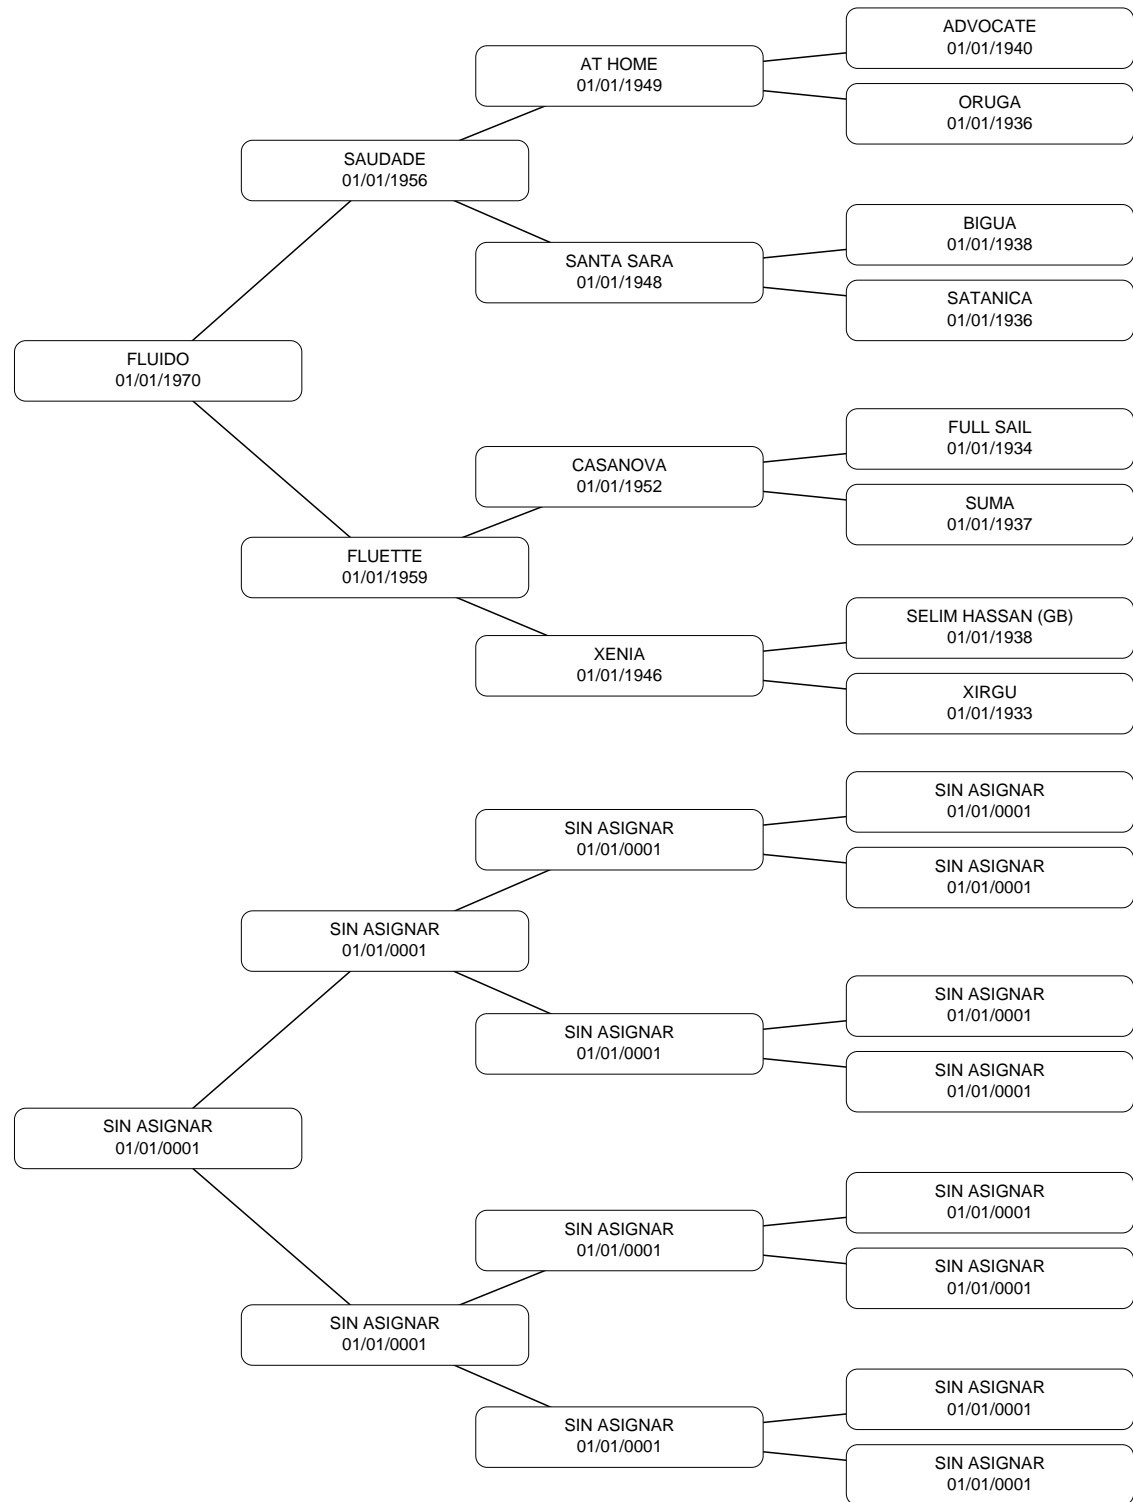 ADVOCATE
01/01/1940
AT HOME
01/01/1949
ORUGA
01/01/1936
SAUDADE
01/01/1956
BIGUA
01/01/1938
SANTA SARA
01/01/1948
SATANICA
01/01/1936
FLUIDO
01/01/1970
FULL SAIL
01/01/1934
CASANOVA
01/01/1952
SUMA
01/01/1937
FLUETTE
01/01/1959
SELIM HASSAN (GB)
01/01/1938
XENIA
01/01/1946
XIRGU
01/01/1933
SIN ASIGNAR
01/01/0001
SIN ASIGNAR
01/01/0001
SIN ASIGNAR
01/01/0001
SIN ASIGNAR
01/01/0001
SIN ASIGNAR
01/01/0001
SIN ASIGNAR
01/01/0001
SIN ASIGNAR
01/01/0001
SIN ASIGNAR
01/01/0001
SIN ASIGNAR
01/01/0001
SIN ASIGNAR
01/01/0001
SIN ASIGNAR
01/01/0001
SIN ASIGNAR
01/01/0001
SIN ASIGNAR
01/01/0001
SIN ASIGNAR
01/01/0001
SIN ASIGNAR
01/01/0001